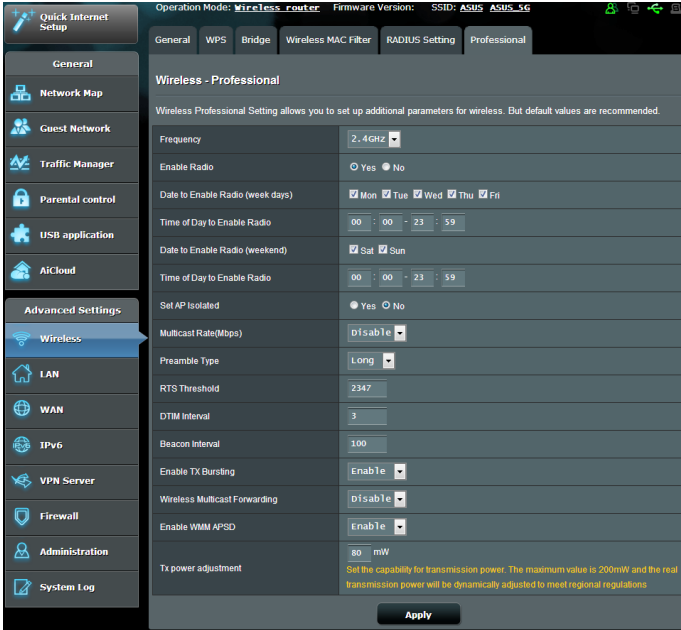 Operation Mode: Wireless router Firmware Version: SSID: ASUS ASUS_5G
Quick Internet
Setup
General
Network Map
Guest Network
Traffic Manager
Parental control
USB application
AiCloud
Advanced Settings
Wireless
LAN
WAN
IPv6
VPN Server
Firewall
Administration
System Log
General WPS Bridge Wireless MAC Filter RADIUS Setting Professional
Wireless - Professional
Wireless Professional Setting allows you to set up additional parameters for wireless. But default values are recommended.
Frequency 2.4GHz
Enable Radio Yes No
Date to Enable Radio (week days) Mon Tue Wed Thu Fri
Time of Day to Enable Radio 00 : 00 - 23 : 59
Date to Enable Radio (weekend) Sat Sun
Time of Day to Enable Radio 00 : 00 - 23 : 59
Set AP Isolated Yes No
Multicast Rate(Mbps) Disable
Preamble Type Long
RTS Threshold 2347
DTIM Interval 3
Beacon Interval 100
Enable TX Bursting Enable
Wireless Multicast Forwarding Disable
Enable WMM APSD Enable
Tx power adjustment 80 mW
Set the capability for transmission power. The maximum value is 200mW and the real
transmission power will be dynamically adjusted to meet regional regulations
Apply